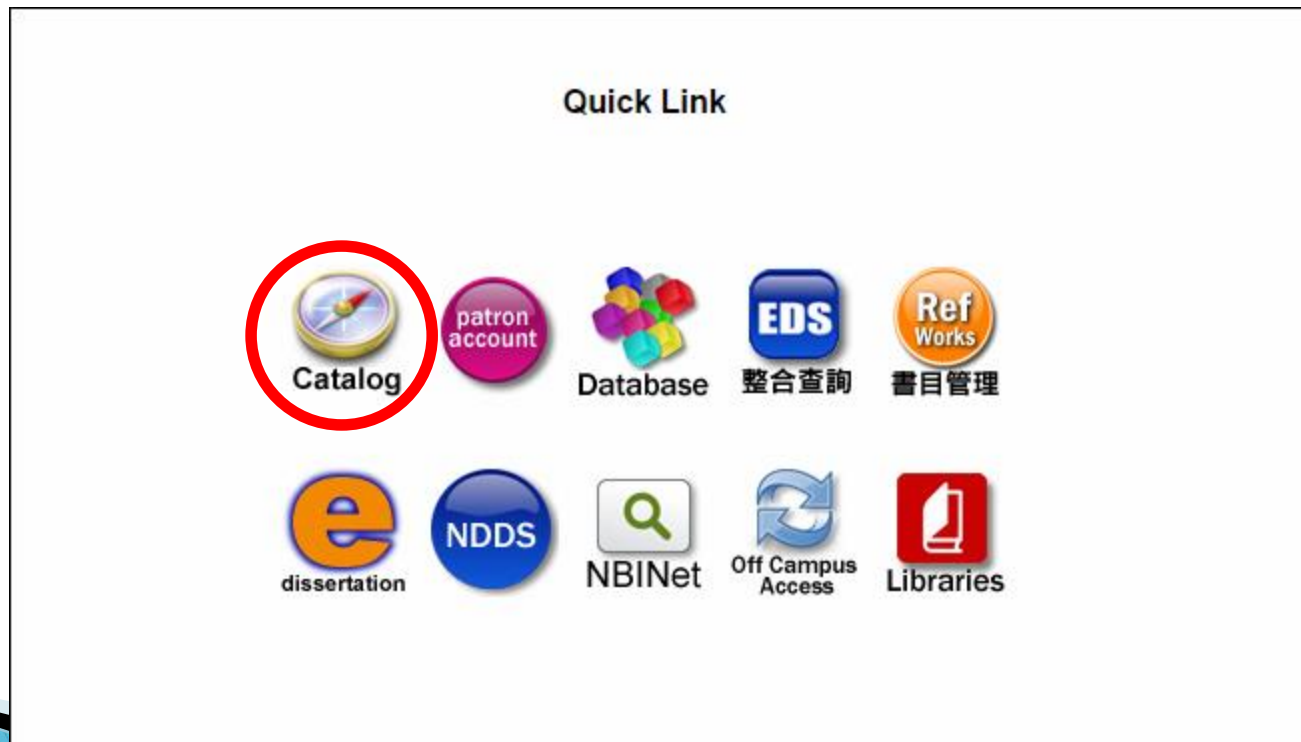 Quick Link
Catalog
patron
account
Database
EDS
整合查詢
Ref
Works
書目管理
e
dissertation
NDDS
NBINet
Off Campus
Access
Libraries